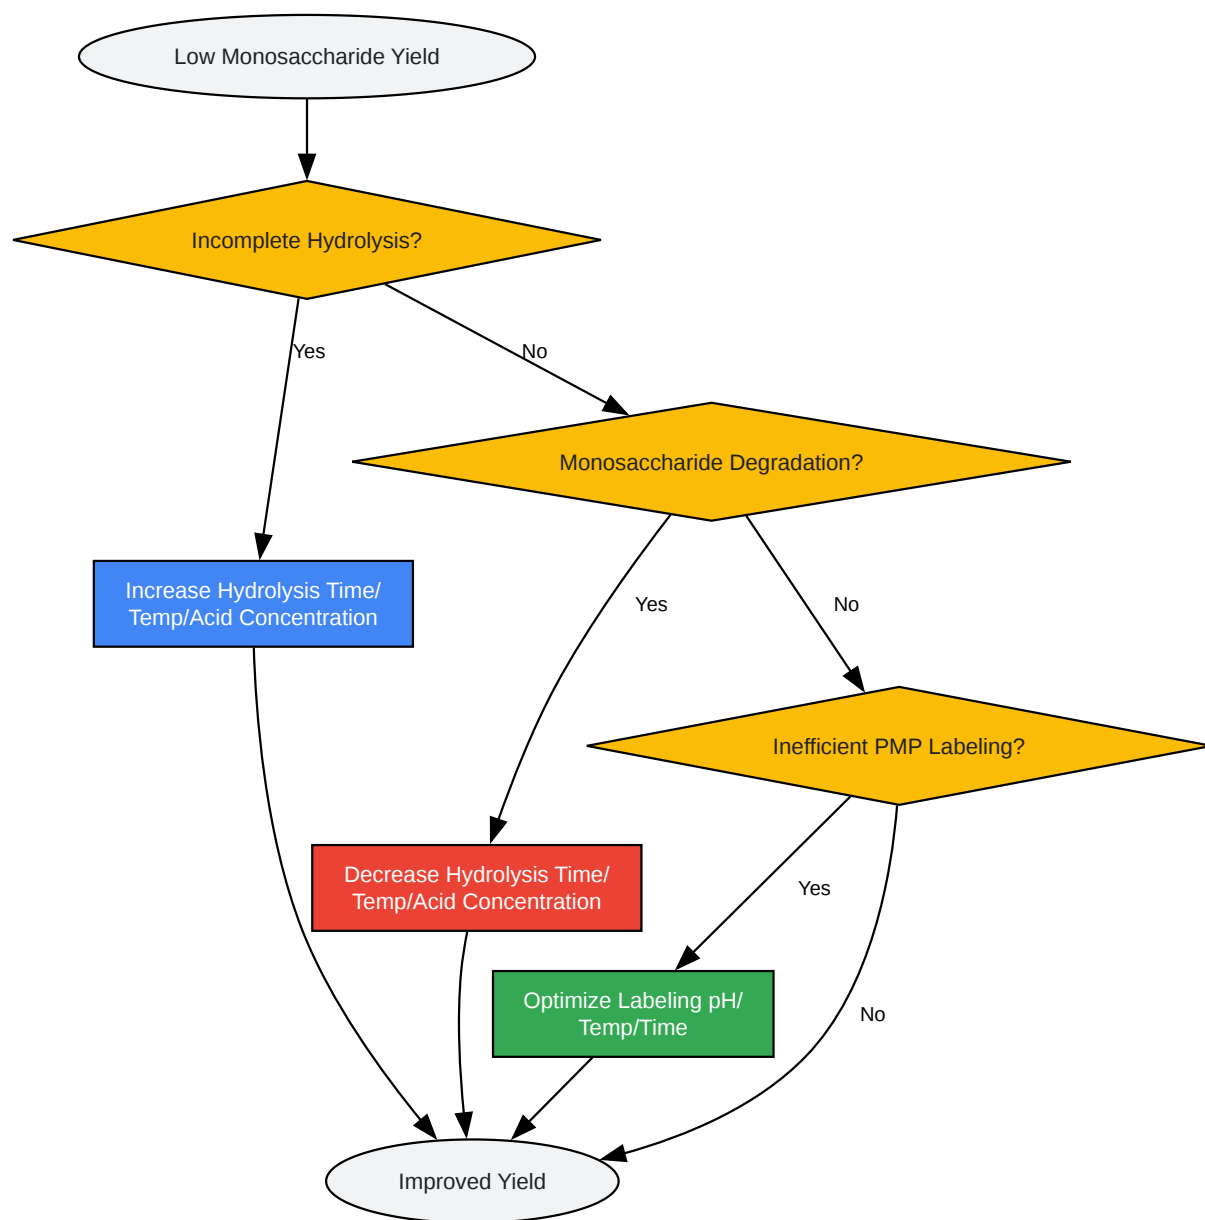 Low Monosaccharide Yield
Incomplete Hydrolysis?
Yes
No
Monosaccharide Degradation?
Increase Hydrolysis Time/
Temp/Acid Concentration
Yes
No
Inefficient PMP Labeling?
Decrease Hydrolysis Time/
Temp/Acid Concentration
Yes
Optimize Labeling pH/
Temp/Time
No
Improved Yield